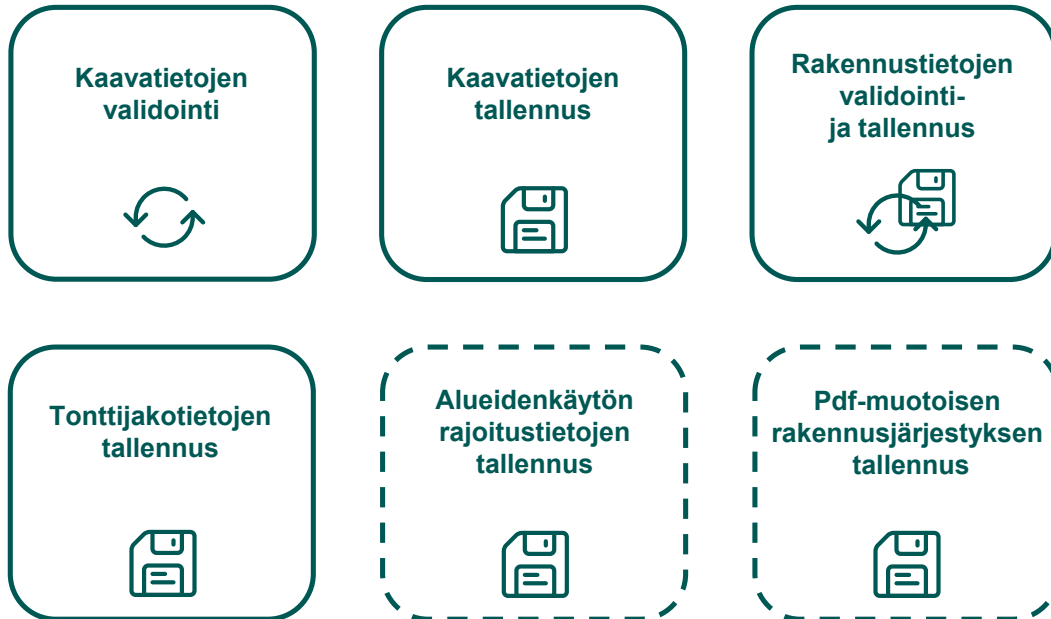 Kaavatietojen
validointi
Kaavatietojen
tallennus
Rakennustietojen
validointi-
ja tallennus
Tonttijakotietojen
tallennus
Alueidenkäytön
rajoitustietojen
tallennus
Pdf-muotoisen
rakennusjärjestyksen
tallennus